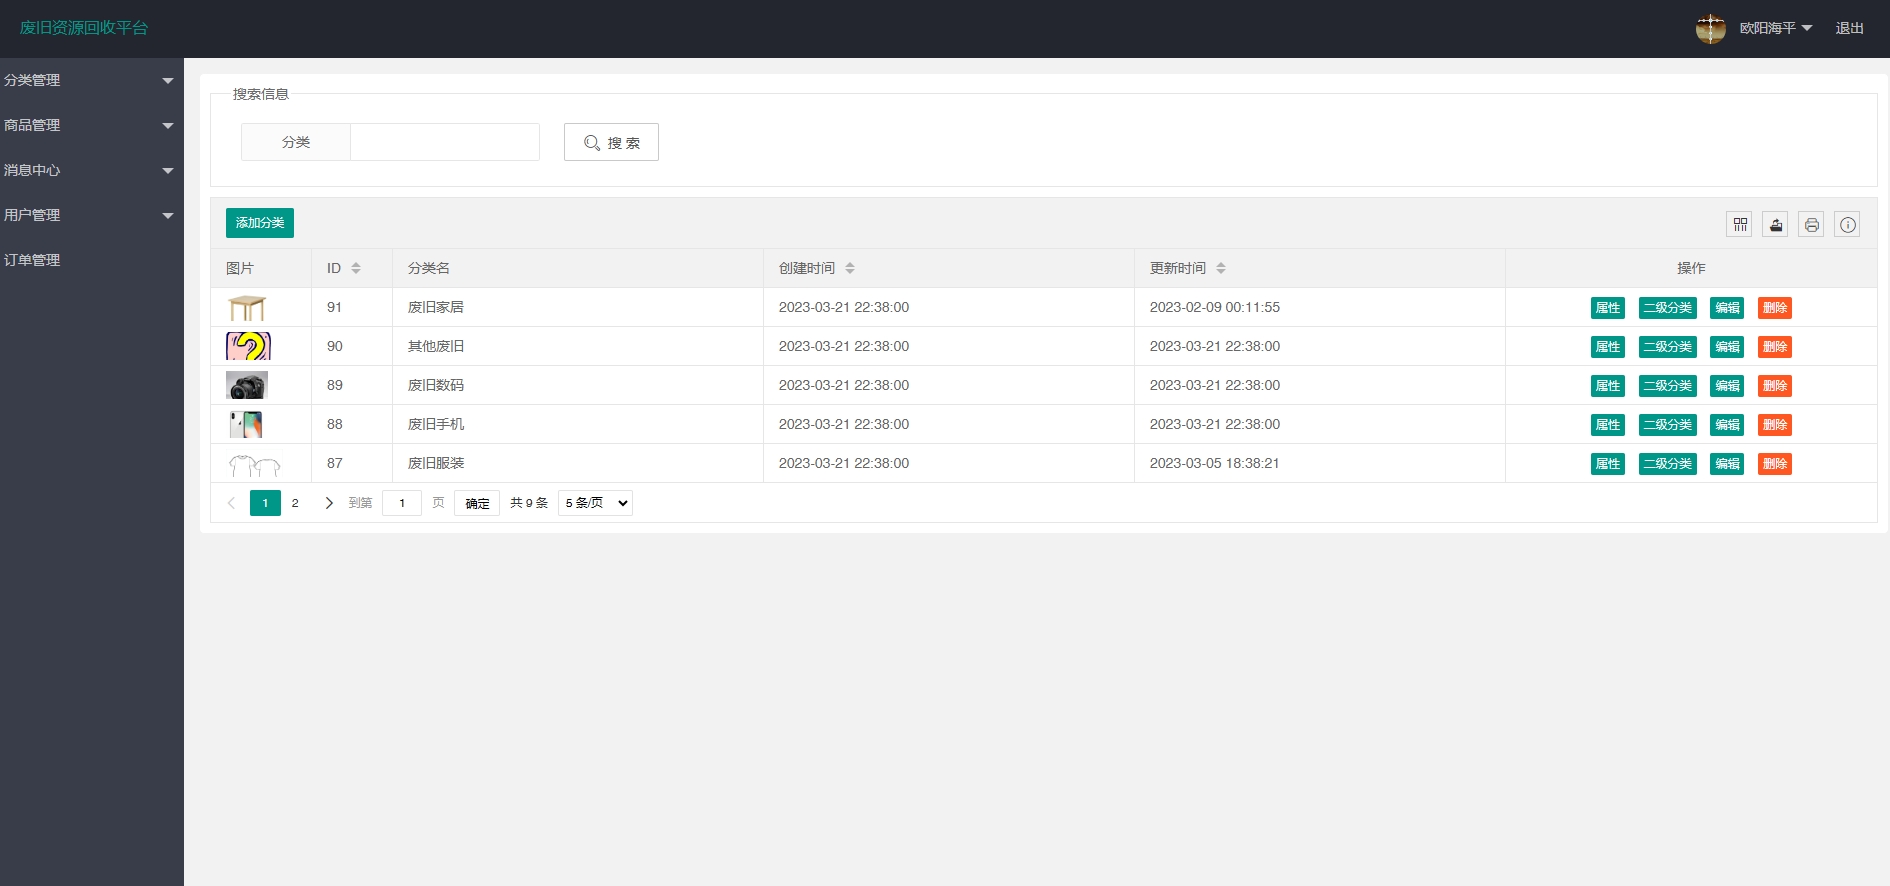 废旧资源回收平台
欧阳海平 退出
分类管理
商品管理
消息中心
用户管理
订单管理
搜索信息
分类 搜 索
添加分类
图片 ID 分类名 创建时间 更新时间 操作
91 废旧家居 2023-03-21 22:38:00 2023-02-09 00:11:55 属性 二级分类 编辑 删除
90 其他废旧 2023-03-21 22:38:00 2023-03-21 22:38:00 属性 二级分类 编辑 删除
89 废旧数码 2023-03-21 22:38:00 2023-03-21 22:38:00 属性 二级分类 编辑 删除
88 废旧手机 2023-03-21 22:38:00 2023-03-21 22:38:00 属性 二级分类 编辑 删除
87 废旧服装 2023-03-21 22:38:00 2023-03-05 18:38:21 属性 二级分类 编辑 删除
1 2 到第 1 页 确定 共 9 条 5 条/页